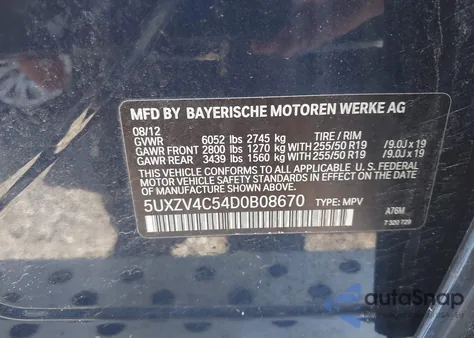 MFD BY BAYERISCHE MOTOREN WERKE AG
08/12
GVWR 6052 lbs 2745 kg TIRE / RIM
GAWR FRONT 2800 lbs 1270 kg WITH 255/50 R19 /9.0J x 19
GAWR REAR 3439 lbs 1560 kg WITH 255/50 R19 /9.0J x 19
THIS VEHICLE CONFORMS TO ALL APPLICABLE U. S. FEDERAL
MOTOR VEHICLE SAFETY STANDARDS IN EFFECT ON THE DATE
OF MANUFACTURE SHOWN ABOVE.
5UXZV4C54D0B08670 TYPE: MPV
A76M
7 320 729
autoSnap